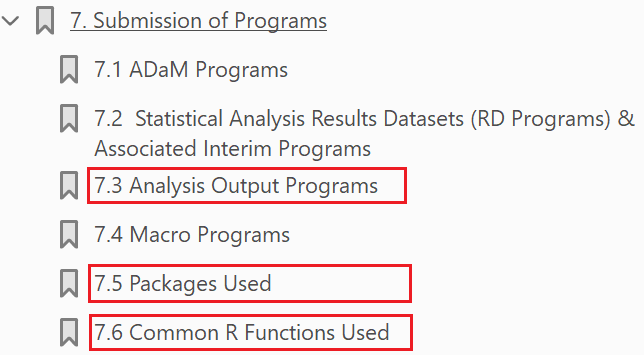 7. Submission of Programs
7.1 ADaM Programs
7.2 Statistical Analysis Results Datasets (RD Programs) &
Associated Interim Programs
7.3 Analysis Output Programs
7.4 Macro Programs
7.5 Packages Used
7.6 Common R Functions Used